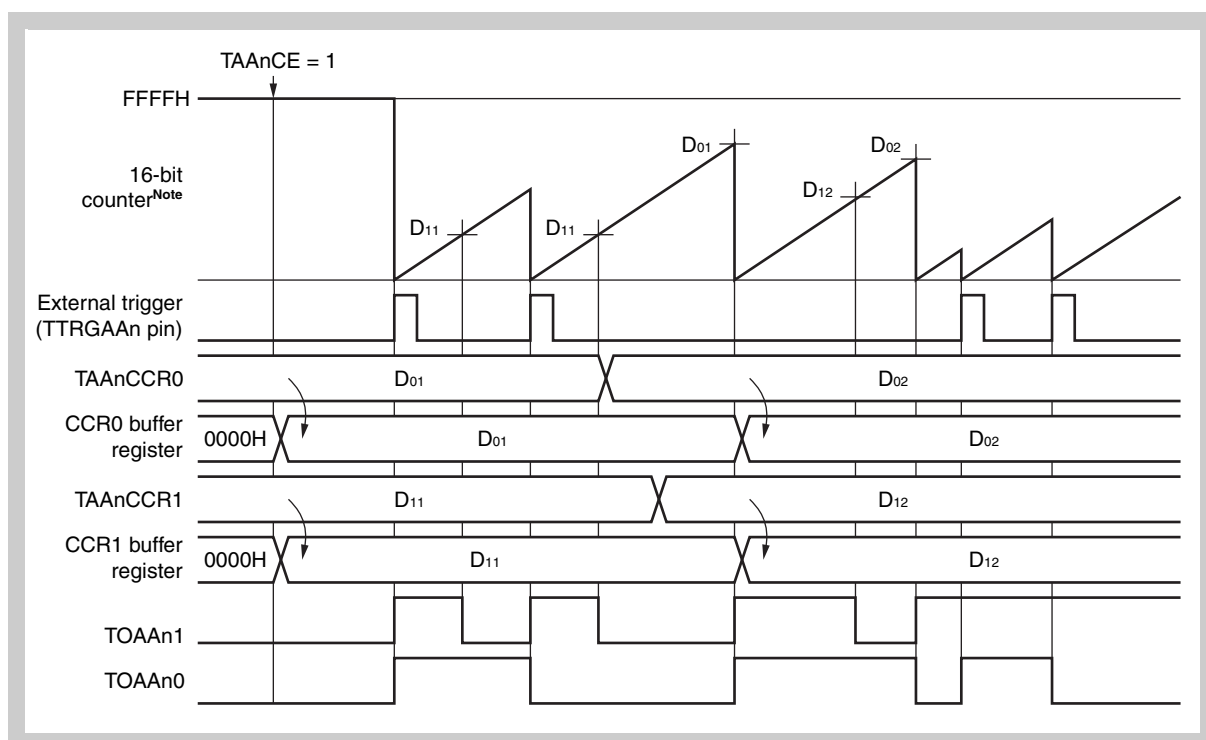 TAAnCE = 1
FFFFH
16-bit
counterNote
D01
D02
D12
D11
D11
External trigger
(TTRGAAn pin)
TAAnCCR0
D01
D02
CCR0 buffer
register
0000H
D01
D02
TAAnCCR1
D11
D12
CCR1 buffer
register
0000H
D11
D12
TOAAn1
TOAAn0